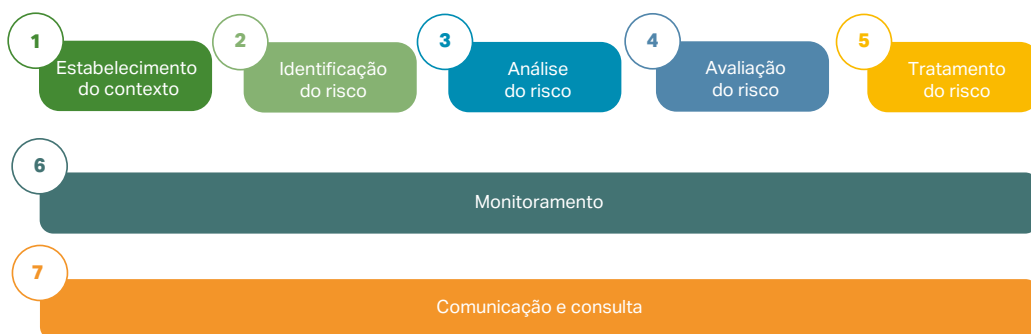 1
Estabelecimento
do contexto
2
Identificação
do risco
3
Análise
do risco
4
Avaliação
do risco
5
Tratamento
do risco
6
Monitoramento
7
Comunicação e consulta